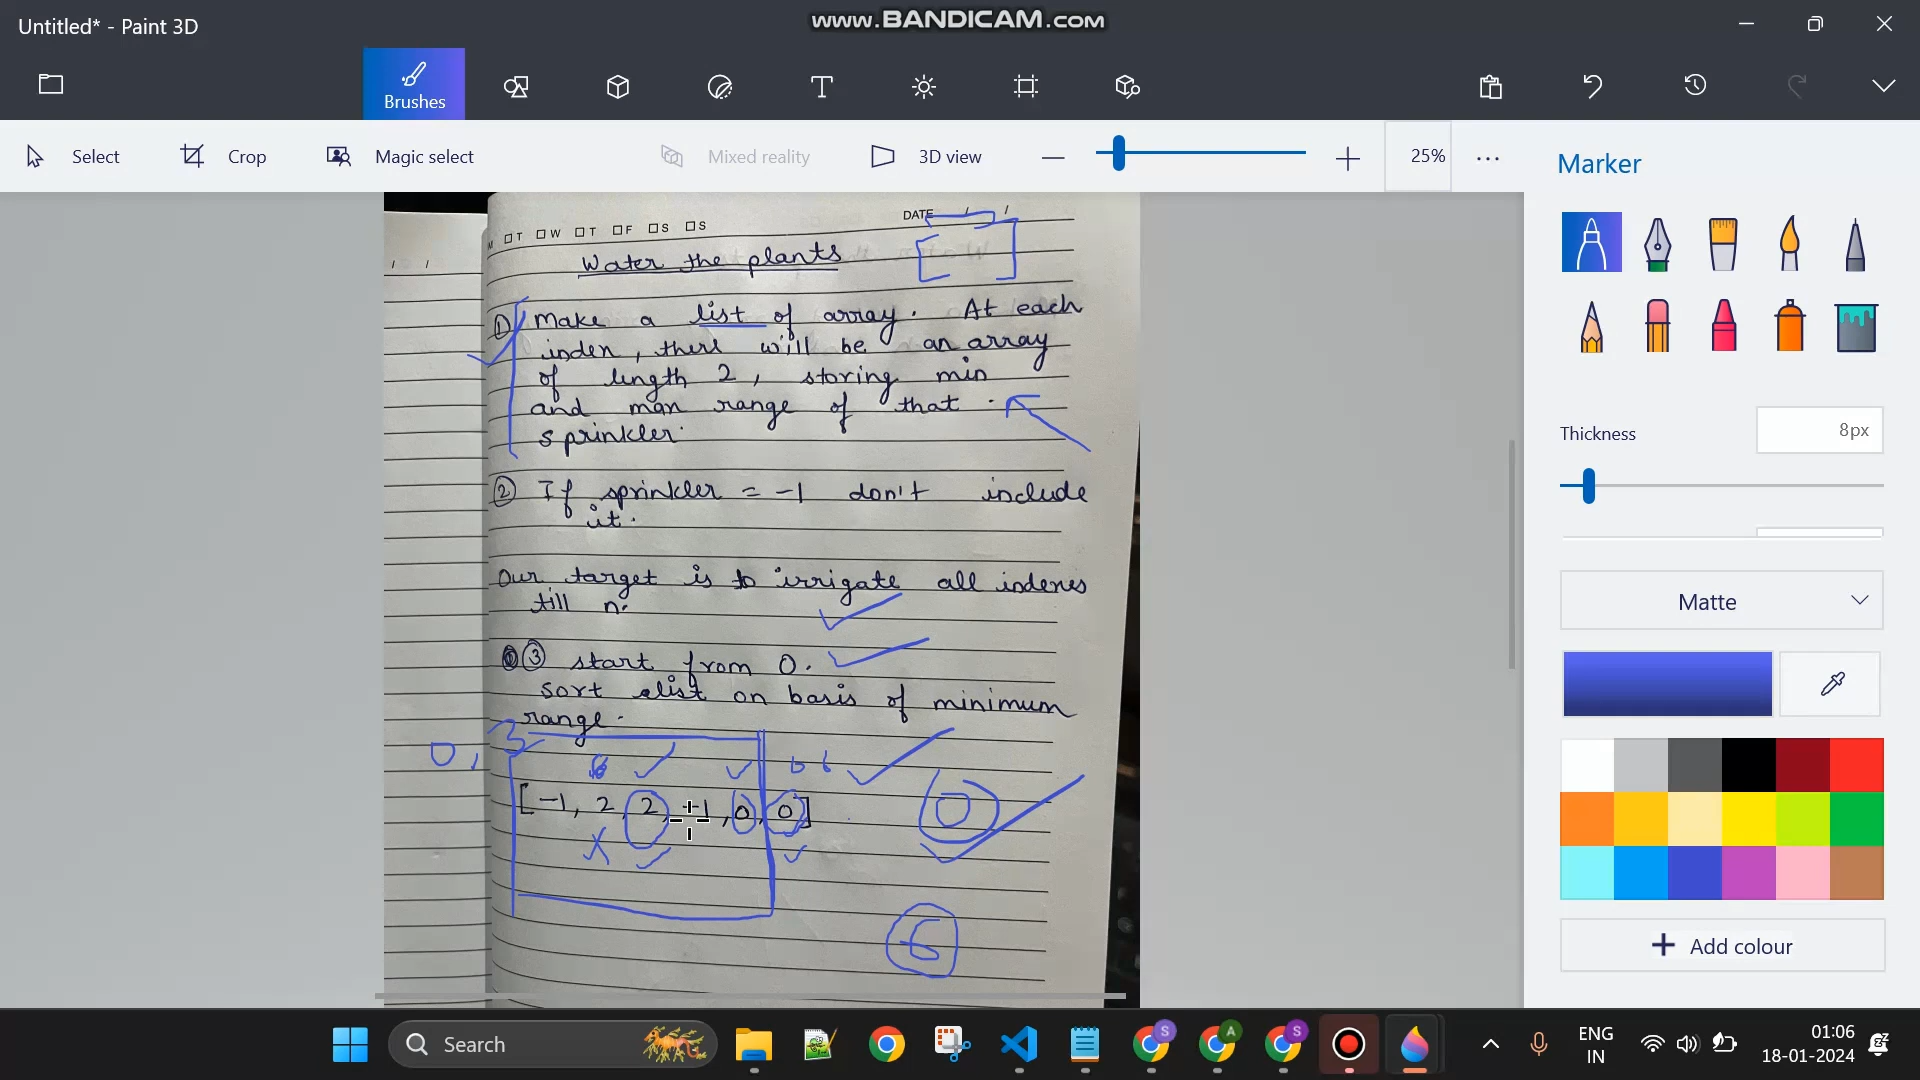 Untitled* - Paint 3D
www.BANDICAM.com
Brushes
Select
Crop
Magic select
Mixed reality
3D view
25%
Marker
M T W T F S S
DATE / /
Water the plants
① Make a list of array. At each
index, there will be an array
of length 2, storing min
and max range of that
sprinkler.
② If sprinkler = -1 don't include
it.
Our target is to irrigate all indexes
till n.
③ start from 0.
sort list on basis of minimum
range.
0, 3
[-1, 2, 2, -1, 0, 0]
0
6
Thickness
8px
Matte
Add colour
Search
S
A
S
ENG
IN
01:06
18-01-2024